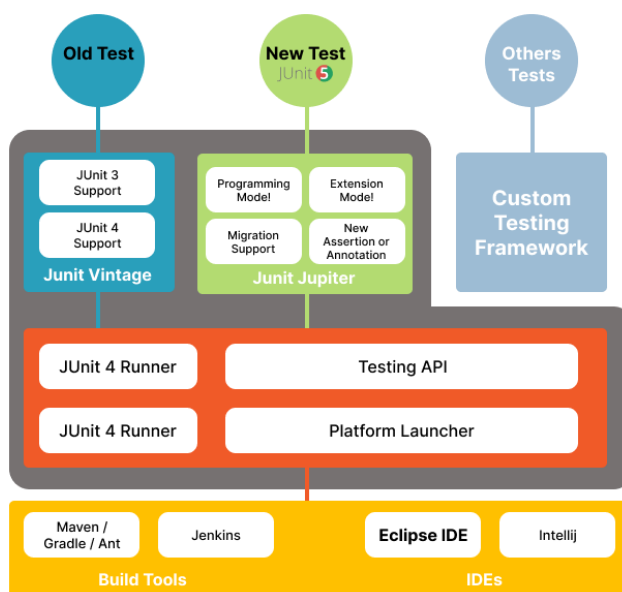 Old Test
New Test
JUnit 5
Others
Tests
JUnit 3
Support
JUnit 4
Support
Junit Vintage
Programming
Mode!
Extension
Mode!
Migration
Support
New
Assertion or
Annotation
Junit Jupiter
Custom
Testing
Framework
JUnit 4 Runner
Testing API
JUnit 4 Runner
Platform Launcher
Maven /
Gradle / Ant
Jenkins
Eclipse IDE
Intellij
Build Tools
IDEs